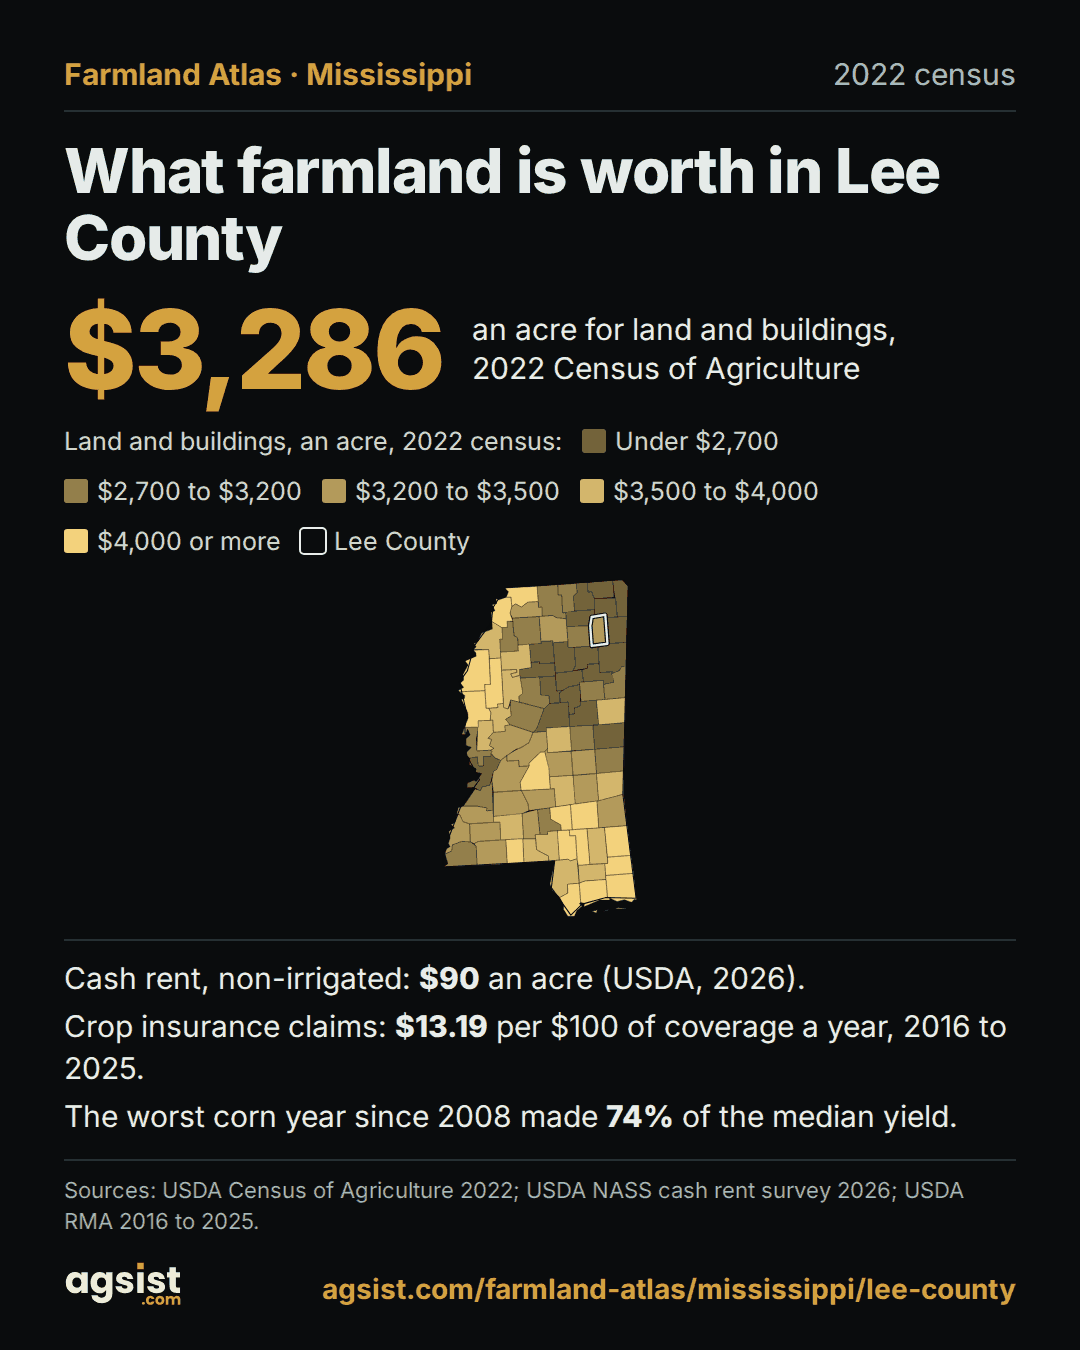 Farmland Atlas · Mississippi
2022 census
What farmland is worth in Lee
County
$3,286
an acre for land and buildings,
2022 Census of Agriculture
Land and buildings, an acre, 2022 census:
Under $2,700
$2,700 to $3,200
$3,200 to $3,500
$3,500 to $4,000
$4,000 or more
Lee County
Cash rent, non-irrigated: $90 an acre (USDA, 2026).
Crop insurance claims: $13.19 per $100 of coverage a year, 2016 to
2025.
The worst corn year since 2008 made 74% of the median yield.
Sources: USDA Census of Agriculture 2022; USDA NASS cash rent survey 2026; USDA
RMA 2016 to 2025.
agsist
.com
agsist.com/farmland-atlas/mississippi/lee-county